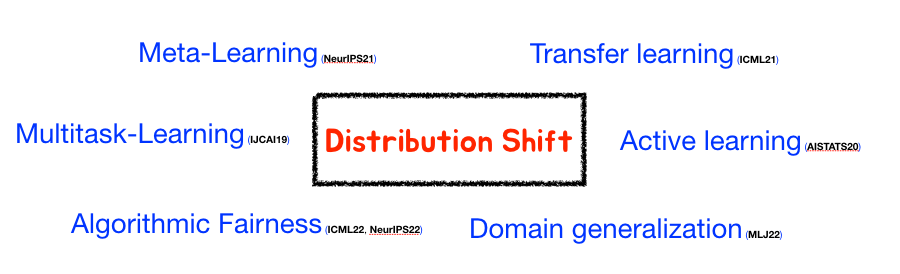 Meta-Learning (NeurIPS21)
Transfer learning (ICML21)
Multitask-Learning (IJCAI19)
Distribution Shift
Active learning (AISTATS20)
Algorithmic Fairness (ICML22, NeurIPS22)
Domain generalization (MLJ22)